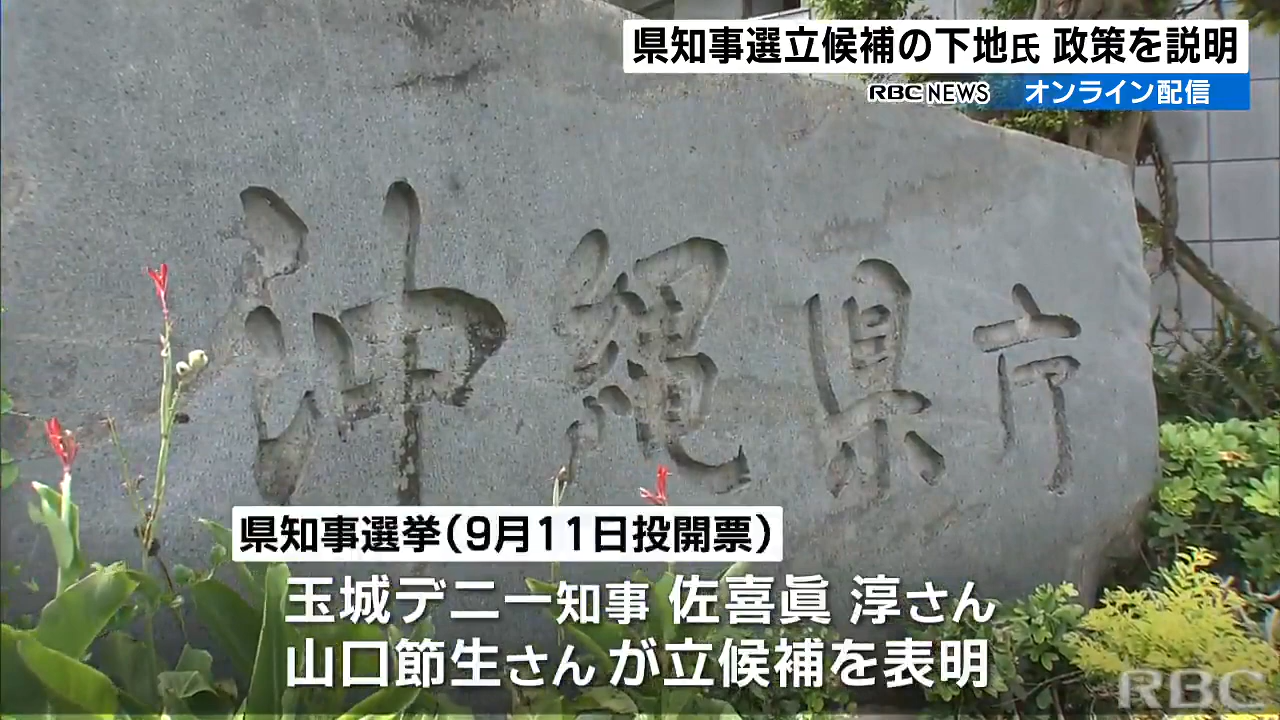 県知事選立候補の下地氏 政策を説明
RBC NEWS オンライン配信
沖縄県庁
県知事選挙(9月11日投開票)
玉城デニー知事 佐喜眞 淳さん
山口節生さん が立候補を表明
RBC